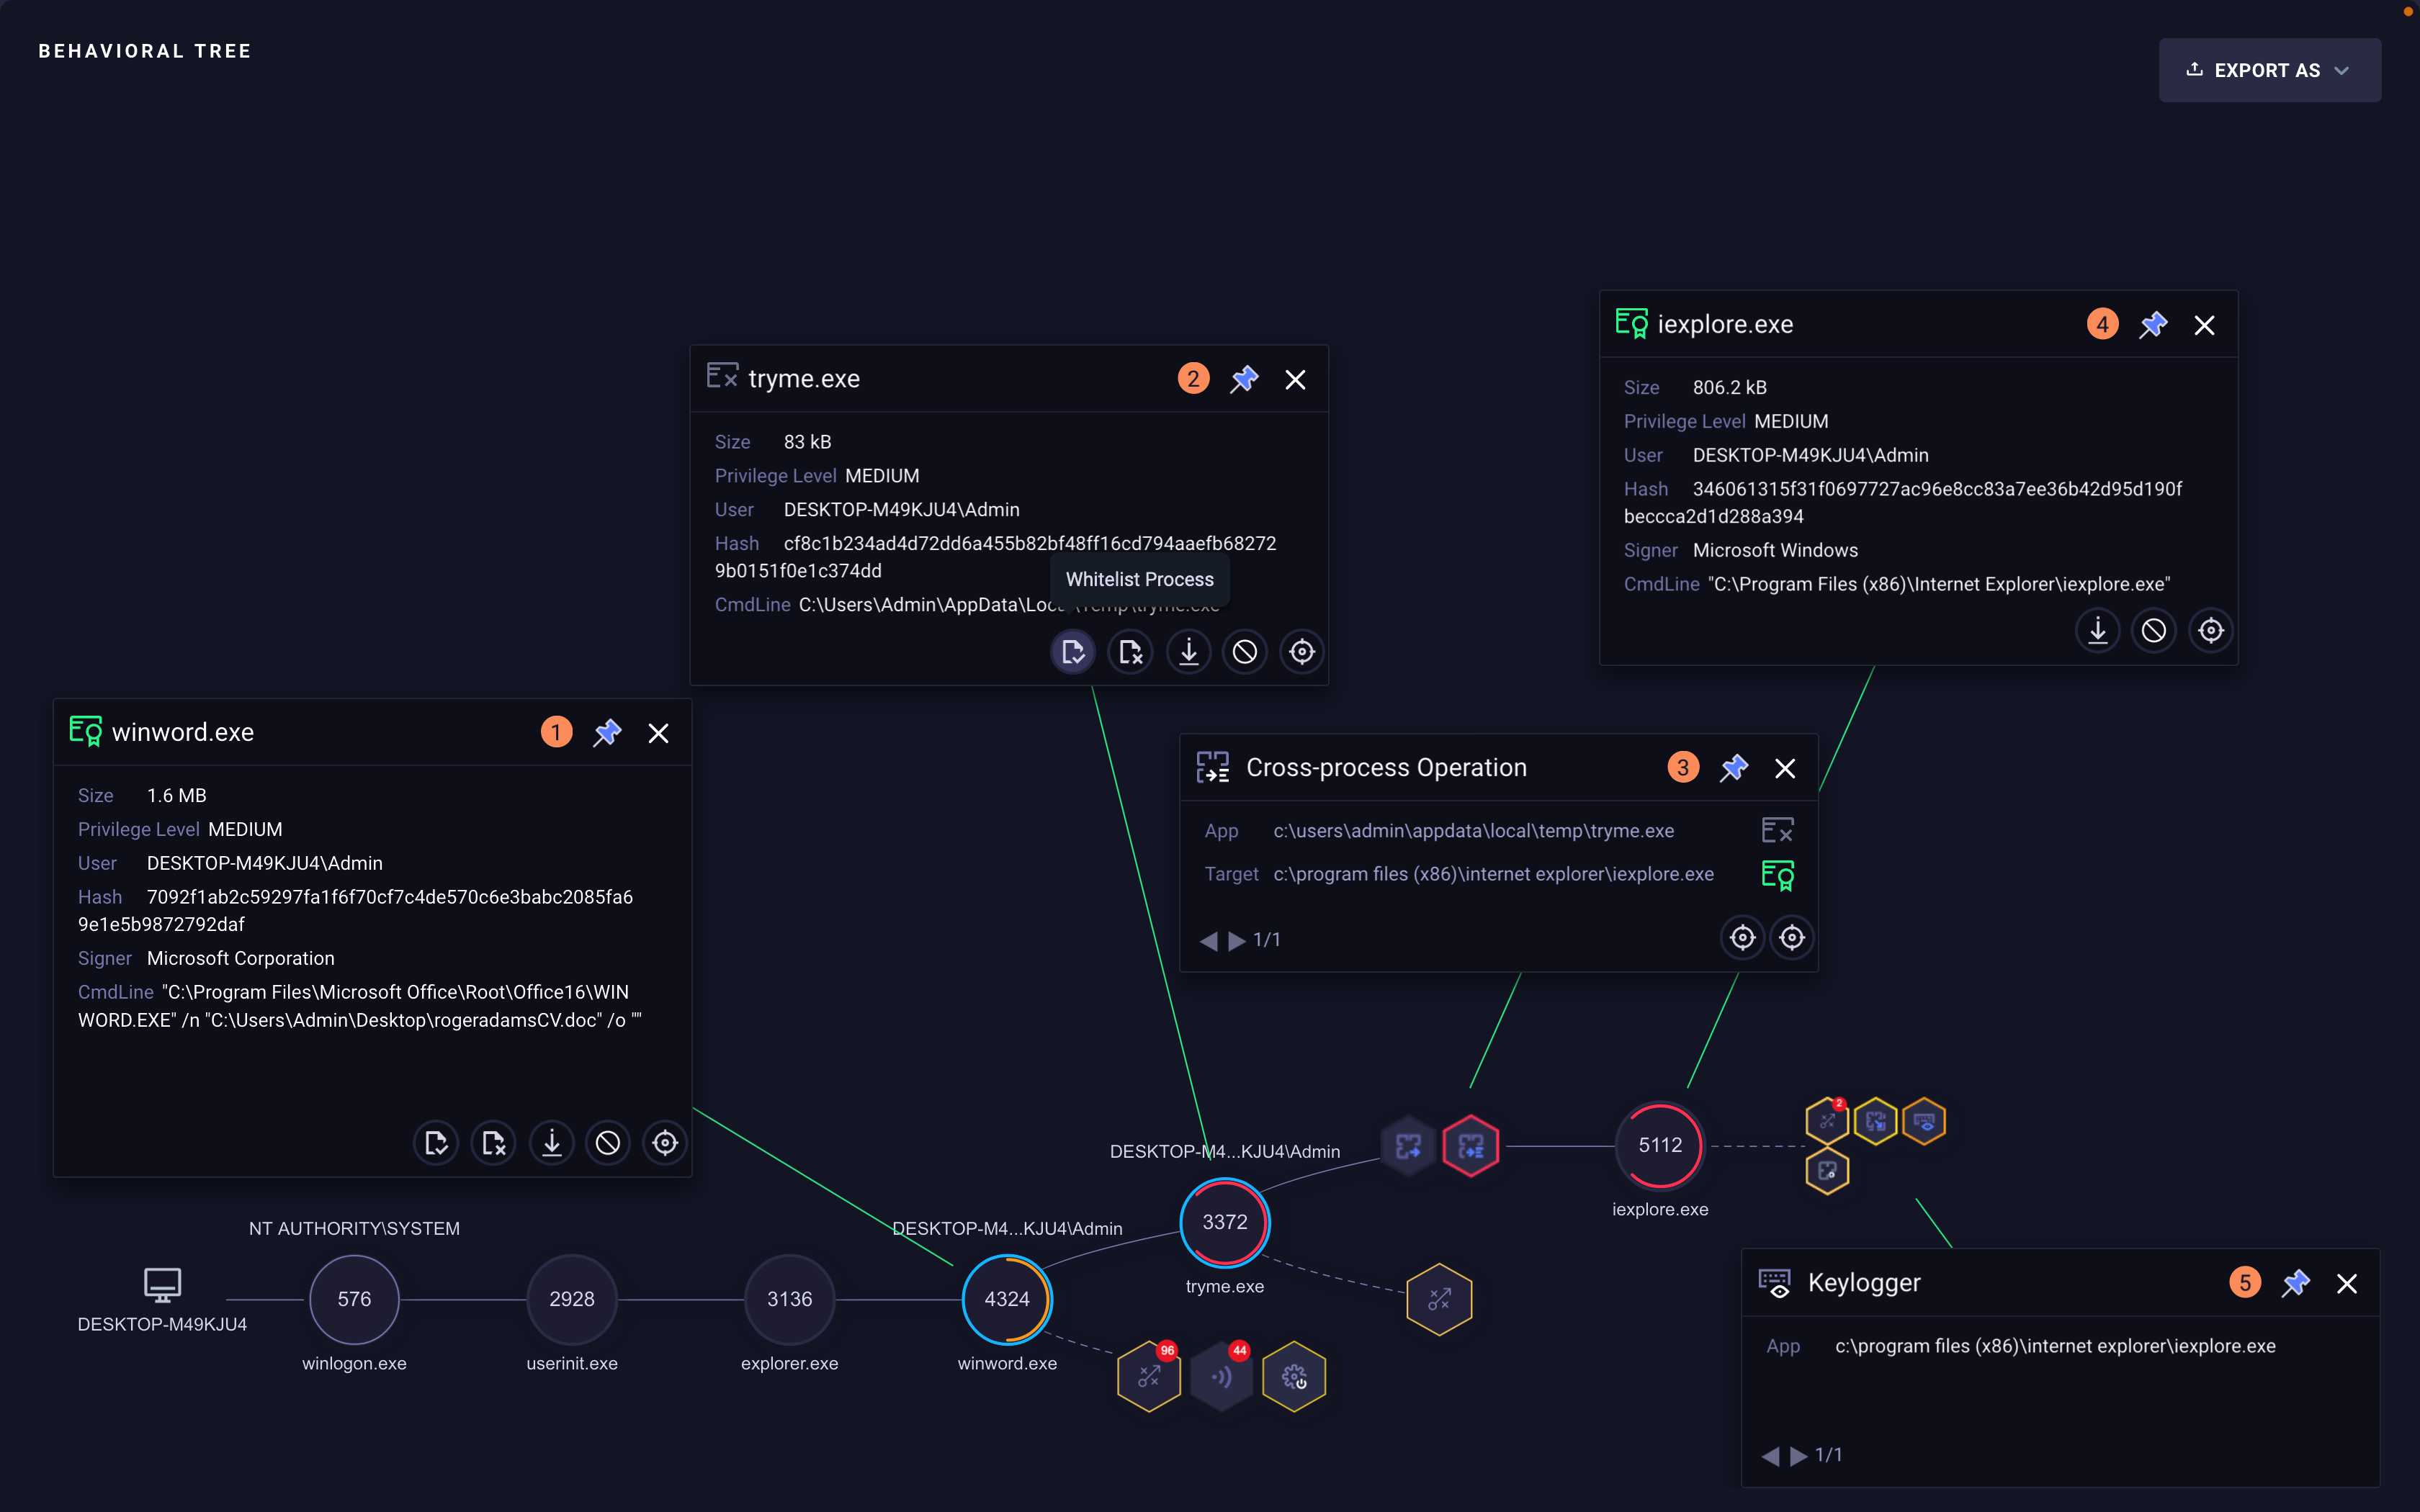 BEHAVIORAL TREE
EXPORT AS
iexplore.exe 4
Size 806.2 kB
Privilege Level MEDIUM
User DESKTOP-M49KJU4\Admin
Hash 346061315f31f0697727ac96e8cc83a7ee36b42d95d190f
beccca2d1d288a394
Signer Microsoft Windows
CmdLine "C:\Program Files (x86)\Internet Explorer\iexplore.exe"
tryme.exe 2
Size 83 kB
Privilege Level MEDIUM
User DESKTOP-M49KJU4\Admin
Hash cf8c1b234ad4d72dd6a455b82bf48ff16cd794aaefb68272
9b0151f0e1c374dd
Whitelist Process
CmdLine C:\Users\Admin\AppData\Local\Temp\tryme.exe
winword.exe 1
Size 1.6 MB
Privilege Level MEDIUM
User DESKTOP-M49KJU4\Admin
Hash 7092f1ab2c59297fa1f6f70cf7c4de570c6e3babc2085fa6
9e1e5b9872792daf
Signer Microsoft Corporation
CmdLine "C:\Program Files\Microsoft Office\Root\Office16\WIN
WORD.EXE" /n "C:\Users\Admin\Desktop\rogeradamsCV.doc" /o ""
Cross-process Operation 3
App c:\users\admin\appdata\local\temp\tryme.exe
Target c:\program files (x86)\internet explorer\iexplore.exe
1/1
DESKTOP-M49KJU4
NT AUTHORITY\SYSTEM
576
winlogon.exe
2928
userinit.exe
3136
explorer.exe
DESKTOP-M4...KJU4\Admin
4324
winword.exe
96
44
DESKTOP-M4...KJU4\Admin
3372
tryme.exe
5112
iexplore.exe
2
Keylogger 5
App c:\program files (x86)\internet explorer\iexplore.exe
1/1